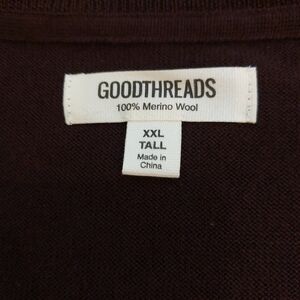 GOODTHREADS
100% Merino Wool
XXL
TALL
Made in
China